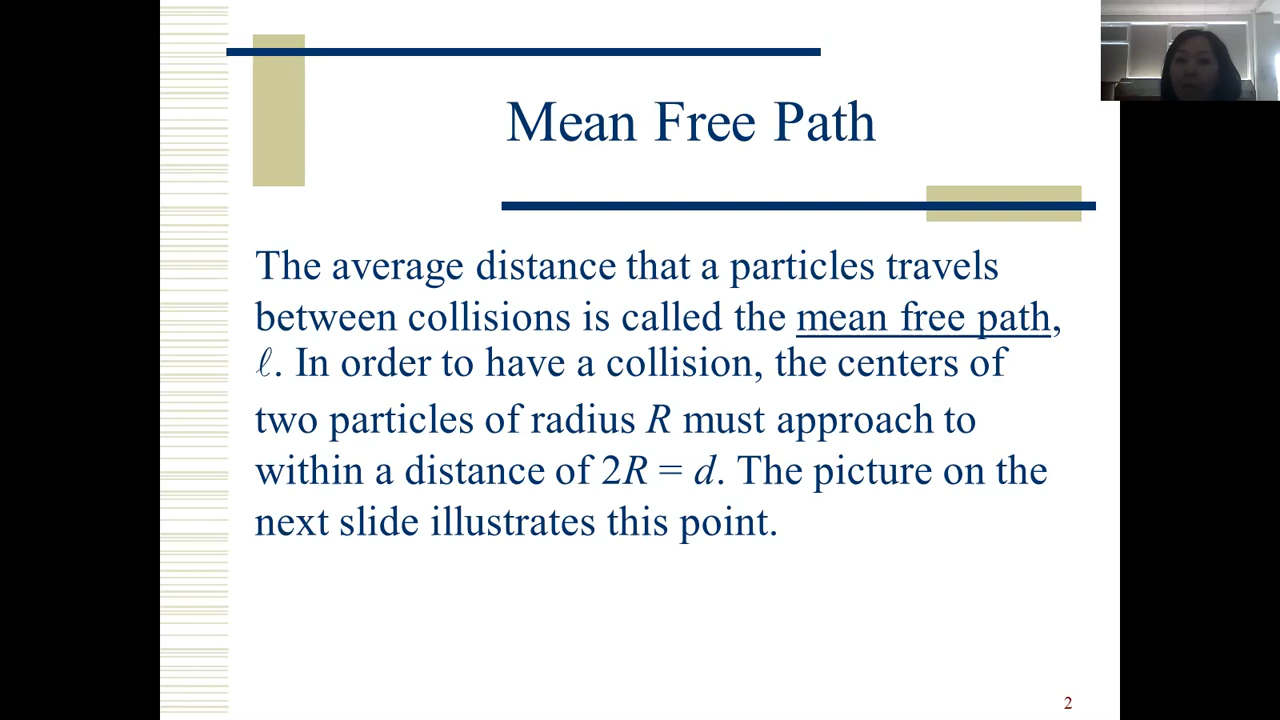 Mean Free Path
The average distance that a particles travels
between collisions is called the mean free path,
ℓ. In order to have a collision, the centers of
two particles of radius R must approach to
within a distance of 2R = d. The picture on the
next slide illustrates this point.
2